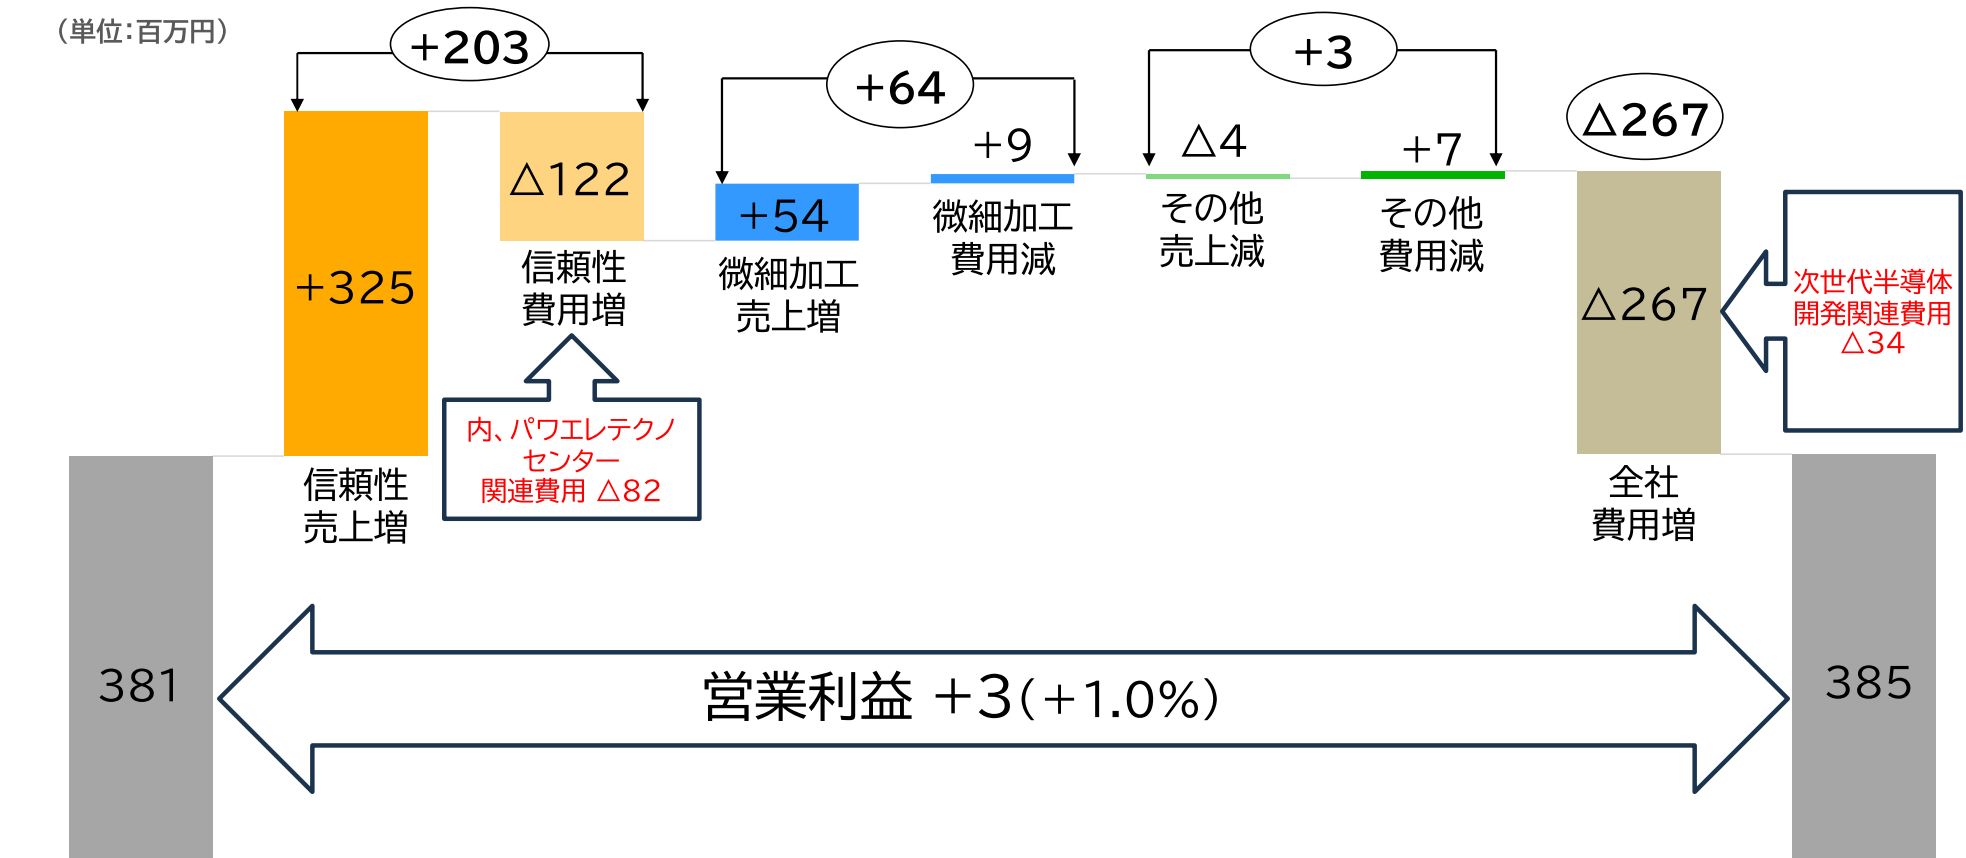 （単位：百万円）
+203
+64
+3
△267
+325
信頼性
売上増
△122
信頼性
費用増
+54
微細加工
売上増
+9
微細加工
費用減
△4
その他
売上減
+7
その他
費用減
△267
全社
費用増
次世代半導体
開発関連費用
△34
内、パワエレテクノ
センター
関連費用 △82
381
営業利益 +3（+1.0%）
385